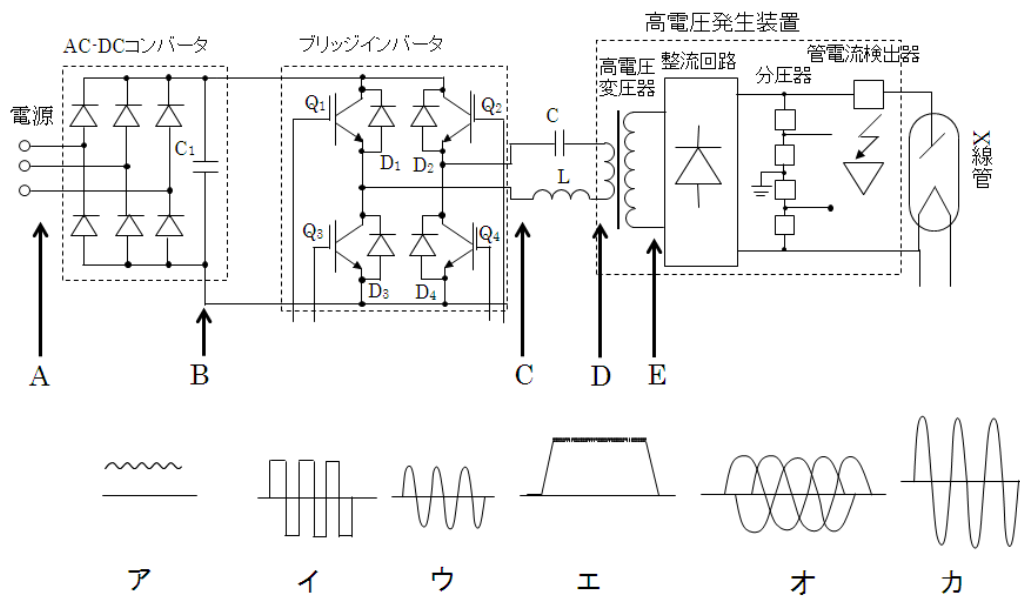 高電圧発生装置
AC-DCコンバータ
ブリッジインバータ
高電圧
変圧器
整流回路
分圧器
管電流検出器
電源
C1
Q1
Q2
D1
D2
C
L
Q3
Q4
D3
D4
X線管
A
B
C
D
E
ア
イ
ウ
エ
オ
カ